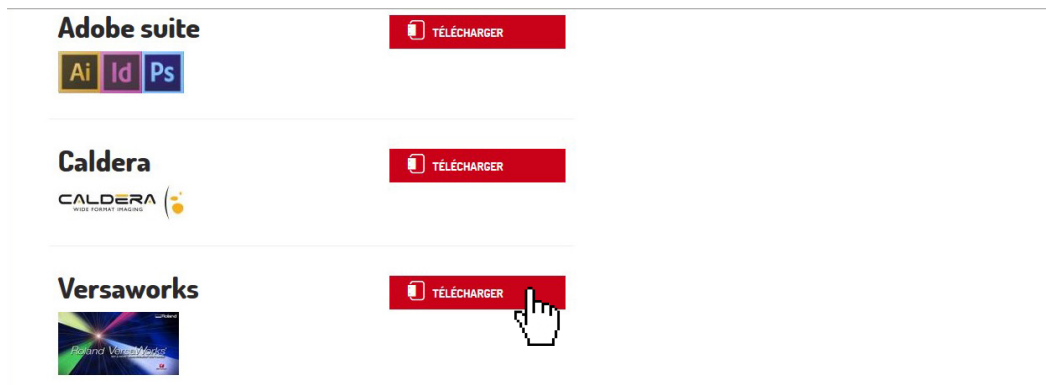 Adobe suite
TÉLÉCHARGER
Ai Id Ps
Caldera
TÉLÉCHARGER
CALDERA
WIDE FORMAT IMAGING
Versaworks
TÉLÉCHARGER
Roland
Roland VersaWorks